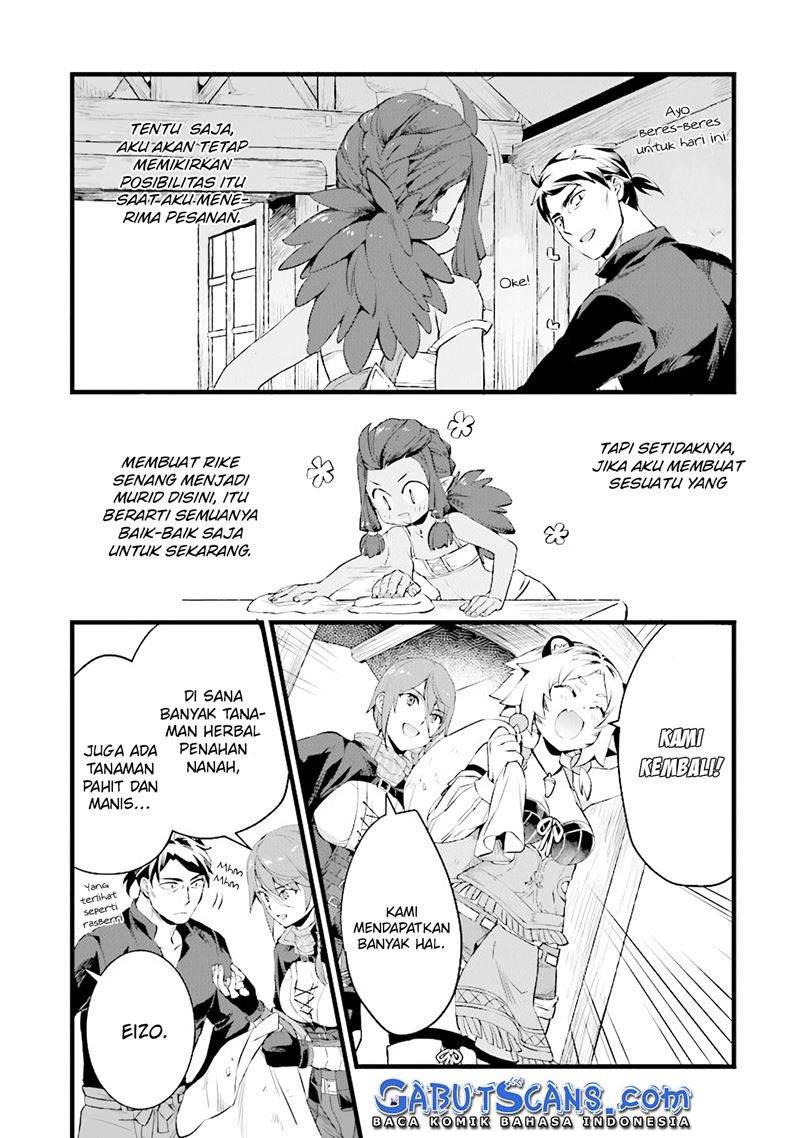 Ayo
beres-beres
untuk hari ini
TENTU SAJA,
AKU AKAN TETAP
MEMIKIRKAN
POSIBILITAS ITU
SAAT AKU MENE-
RIMA PESANAN.
Oke!
TAPI SETIDAKNYA,
JIKA AKU MEMBUAT
SESUATU YANG
MEMBUAT RIKE
SENANG MENJADI
MURID DISINI, ITU
BERARTI SEMUANYA
BAIK-BAIK SAJA
UNTUK SEKARANG.
KAMI
KEMBALI!
KAMI
MENDAPATKAN
BANYAK HAL.
DI SANA
BANYAK TANA-
MAN HERBAL
PENAHAN
NANAH,
JUGA ADA
TANAMAN
PAHIT DAN
MANIS...
Mhm
Mhm
Yang
terlihat
seperti
rasberri
EIZO.
GABUTSCANS.COM
BACA KOMIK BAHASA INDONESIA